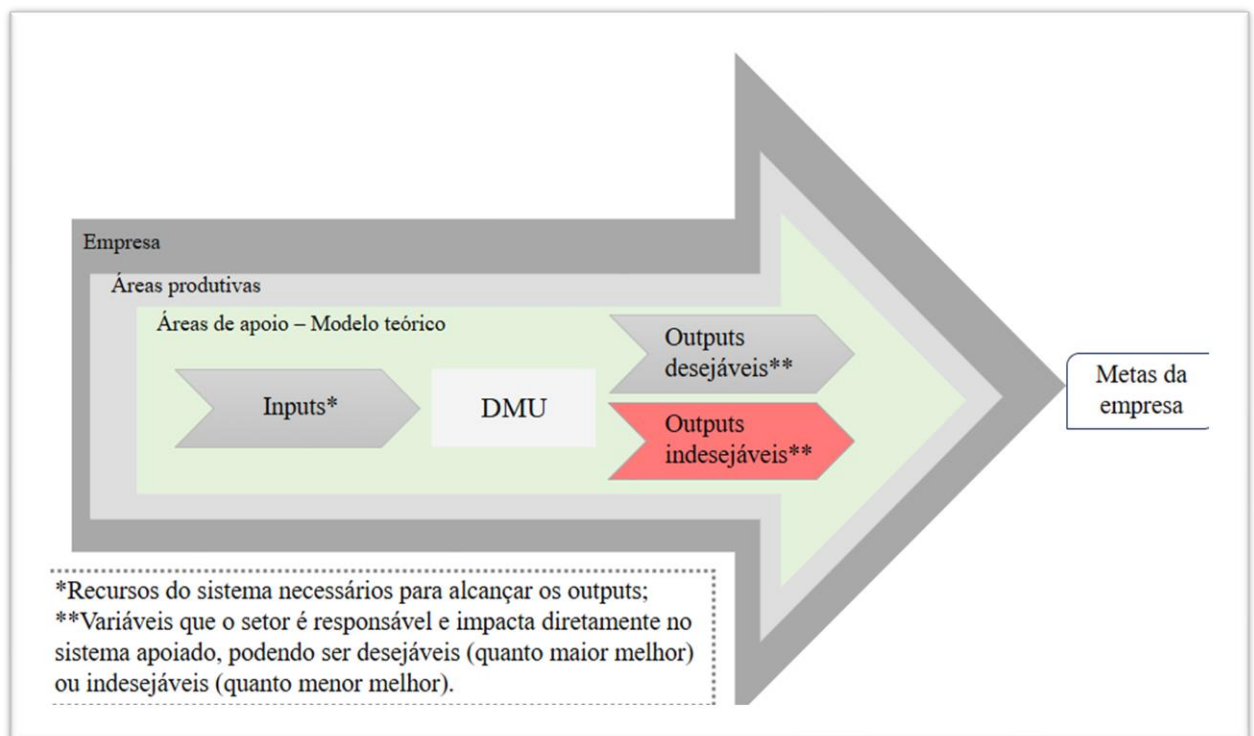 Empresa
Áreas produtivas
Áreas de apoio – Modelo teórico
Inputs*
DMU
Outputs
desejáveis**
Outputs
indesejáveis**
Metas da
empresa
*Recursos do sistema necessários para alcançar os outputs;
**Variáveis que o setor é responsável e impacta diretamente no
sistema apoiado, podendo ser desejáveis (quanto maior melhor)
ou indesejáveis (quanto menor melhor).